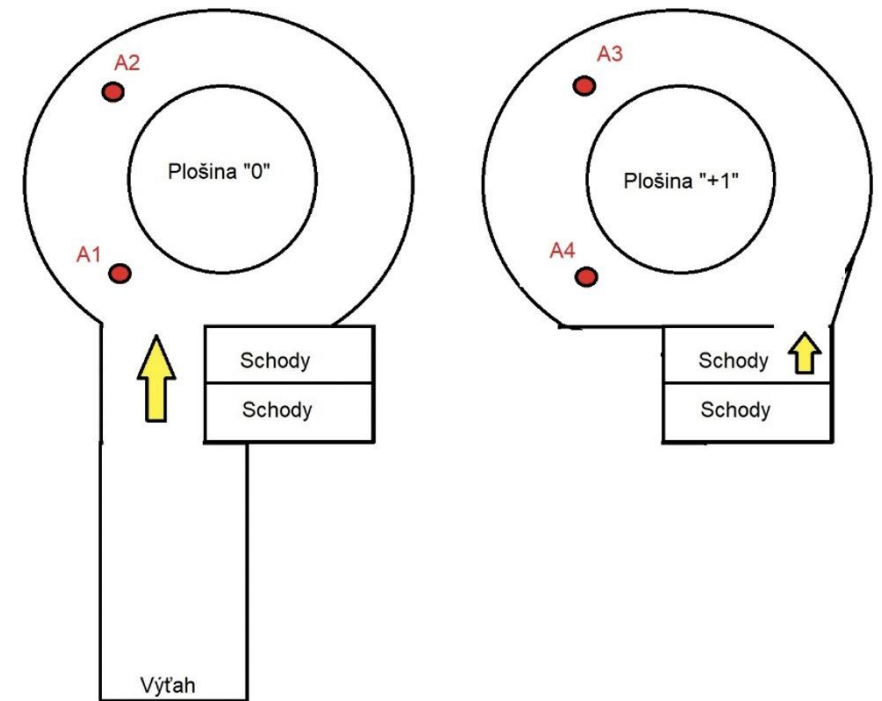 A2
Plošina "0"
A1
Schody
Schody
Výťah
A3
Plošina "+1"
A4
Schody
Schody